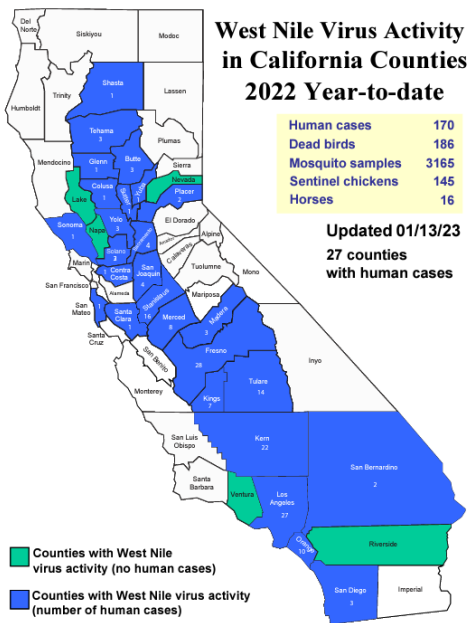 West Nile Virus Activity
in California Counties
2022 Year-to-date
Human cases 170
Dead birds 186
Mosquito samples 3165
Sentinel chickens 145
Horses 16
Updated 01/13/23
27 counties
with human cases
Del
Norte
Siskiyou
Modoc
Humboldt
Trinity
Shasta
1
Lassen
Tehama
3
Plumas
Mendocino
Glenn
1
Butte
3
Sierra
Nevada
Lake
Colusa
1
Yuba
Placer
2
El Dorado
Alpine
Sonoma
1
Napa
Yolo
3
Solano
4
Calaveras
Tuolumne
Mono
Marin
San Francisco
Contra
Costa
1
San
Joaquin
4
Alameda
San
Mateo
1
Santa
Clara
1
Stanislaus
16
Mariposa
Merced
8
Madera
3
Santa
Cruz
San Benito
Fresno
28
Inyo
Monterey
Tulare
14
Kings
7
San Luis
Obispo
Kern
22
San Bernardino
2
Santa
Barbara
Ventura
Los
Angeles
27
Orange
10
Riverside
San Diego
3
Imperial
Counties with West Nile
virus activity (no human cases)
Counties with West Nile virus activity
(number of human cases)